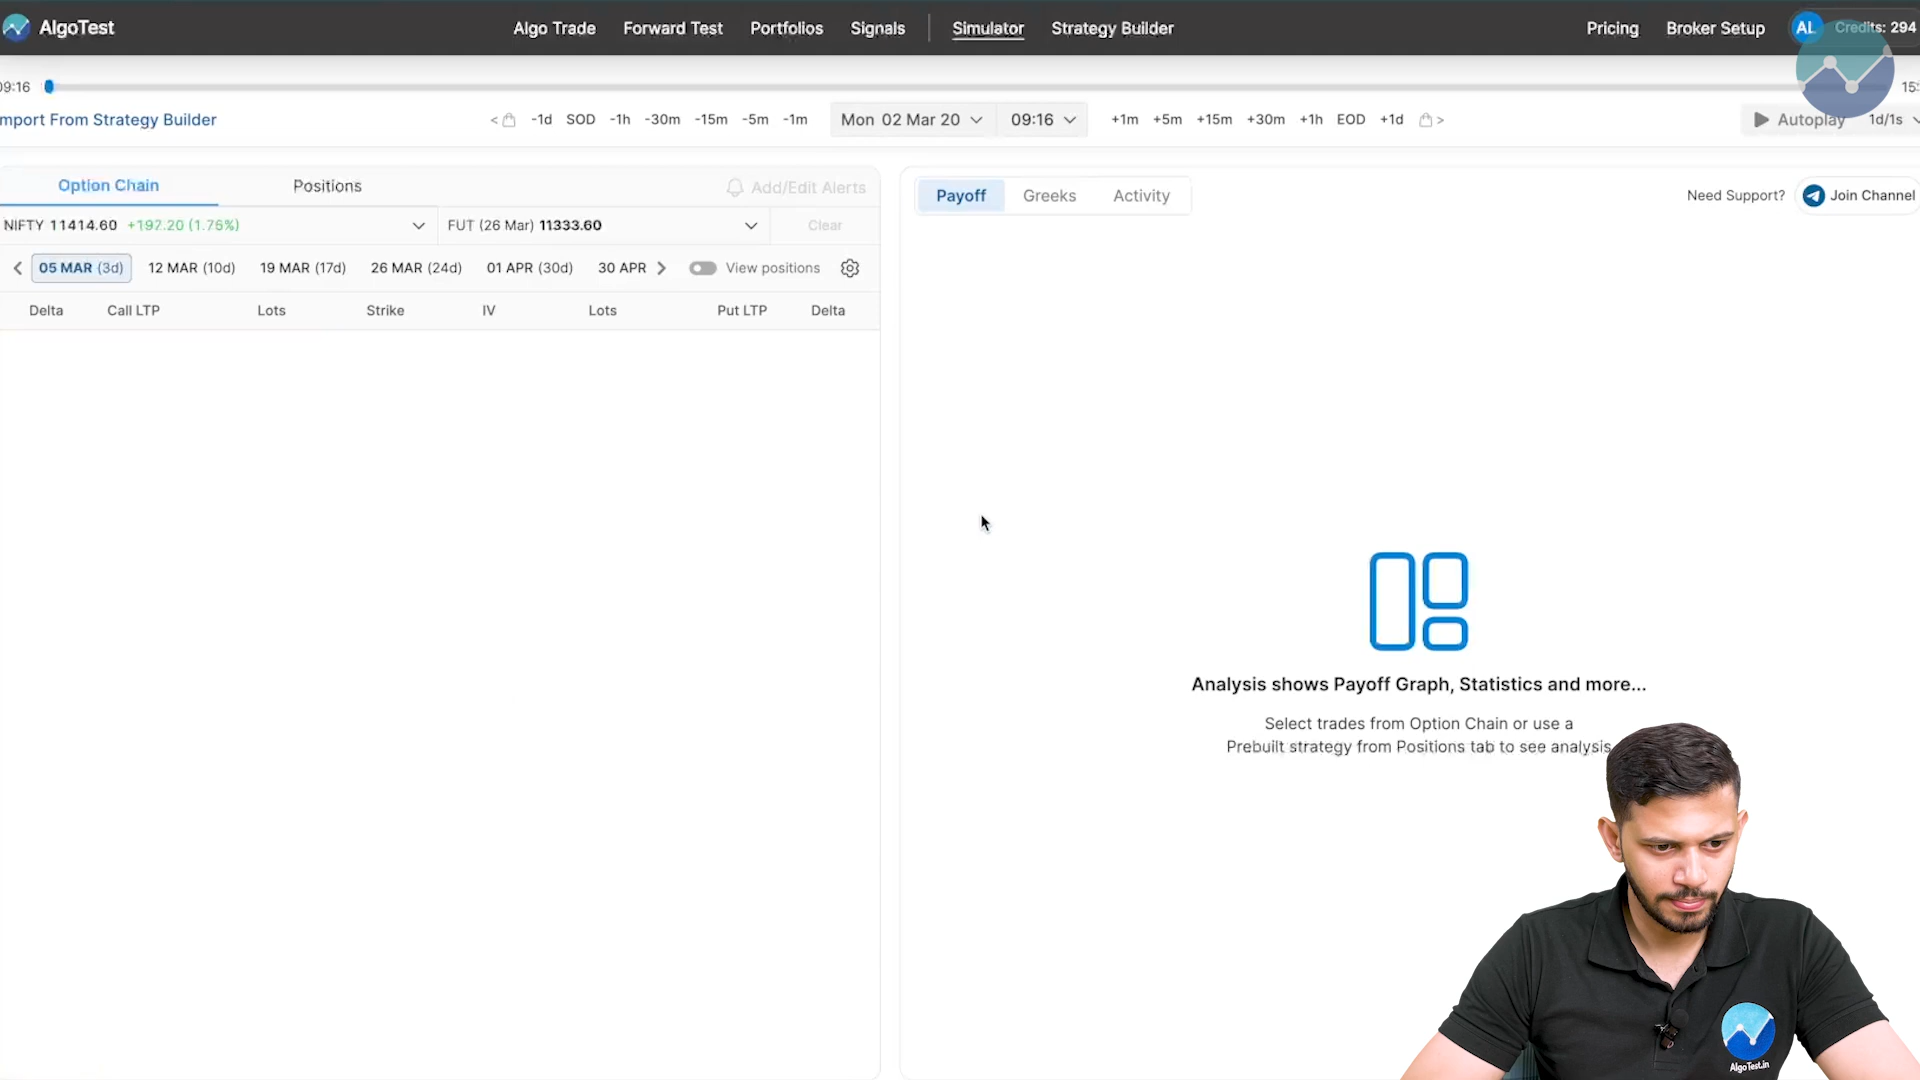 AlgoTest Algo Trade Forward Test Portfolios Signals Simulator Strategy Builder Pricing Broker Setup AL Credits: 294
09:16 15:
mport From Strategy Builder < -1d SOD -1h -30m -15m -5m -1m Mon 02 Mar 20 09:16 +1m +5m +15m +30m +1h EOD +1d > Autoplay 1d/1s
Option Chain Positions Add/Edit Alerts
NIFTY 11414.60 +197.20 (1.76%) FUT (26 Mar) 11333.60 Clear
05 MAR (3d) 12 MAR (10d) 19 MAR (17d) 26 MAR (24d) 01 APR (30d) 30 APR View positions
Delta Call LTP Lots Strike IV Lots Put LTP Delta
Payoff Greeks Activity Need Support? Join Channel
Analysis shows Payoff Graph, Statistics and more...
Select trades from Option Chain or use a
Prebuilt strategy from Positions tab to see analysis
AlgoTest.in